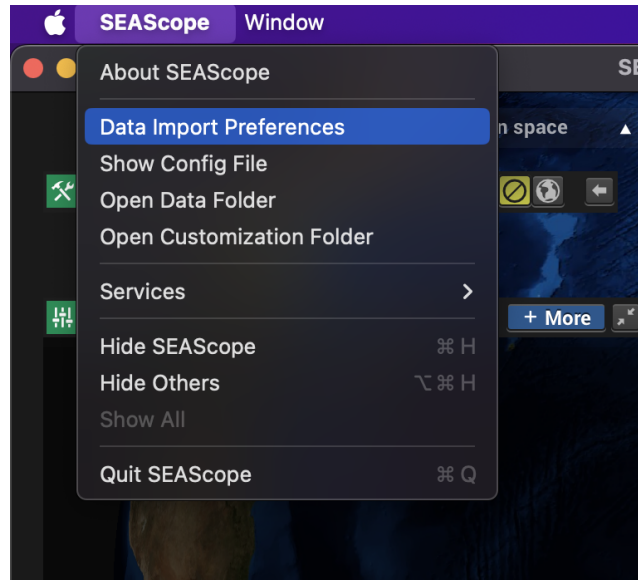 SEAScope Window
About SEAScope
Data Import Preferences
Show Config File
Open Data Folder
Open Customization Folder
Services
Hide SEAScope ⌘ H
Hide Others ⌥ ⌘ H
Show All
Quit SEAScope ⌘ Q
SE
n space
+ More